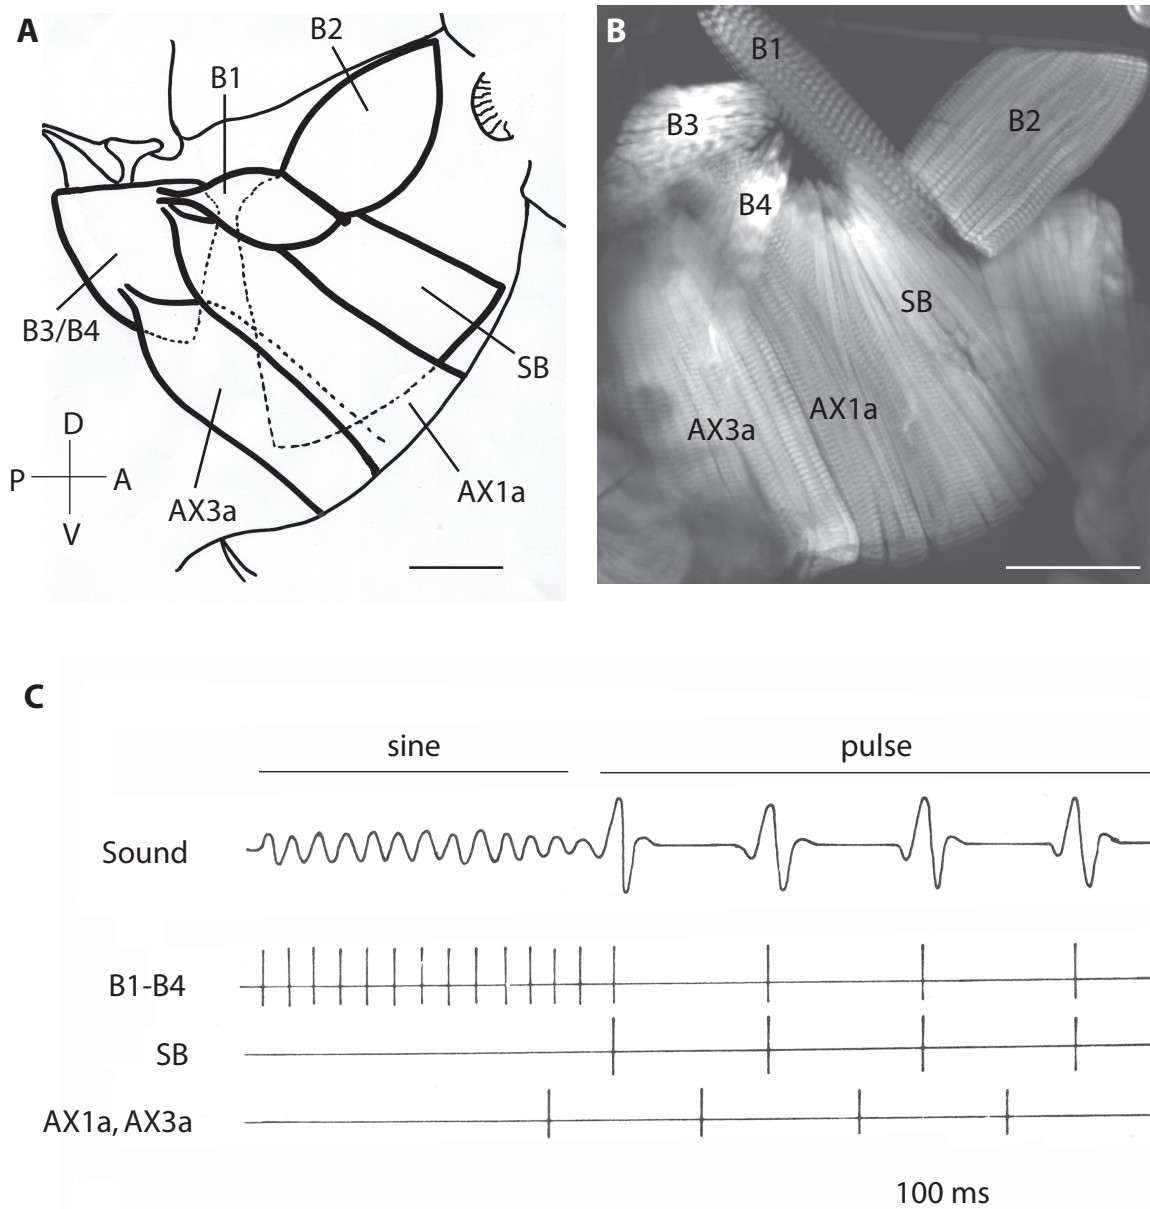 A
B2
B1
B3/B4
SB
D
P
A
V
AX3a
AX1a
B
B1
B3
B2
B4
SB
AX1a
AX3a
C
sine
pulse
Sound
B1-B4
SB
AX1a, AX3a
100 ms